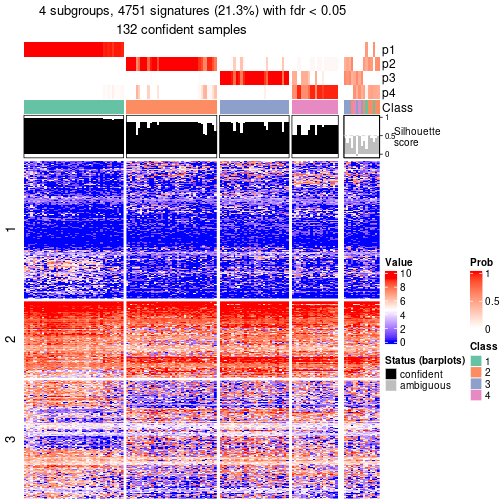 4 subgroups, 4751 signatures (21.3%) with fdr < 0.05
132 confident samples
p1
p2
p3
p4
Class
1
0.5
0
Silhouette
score
1
2
3
Value
10
8
6
4
2
0
Prob
1
0.5
0
Status (barplots)
confident
ambiguous
Class
1
2
3
4